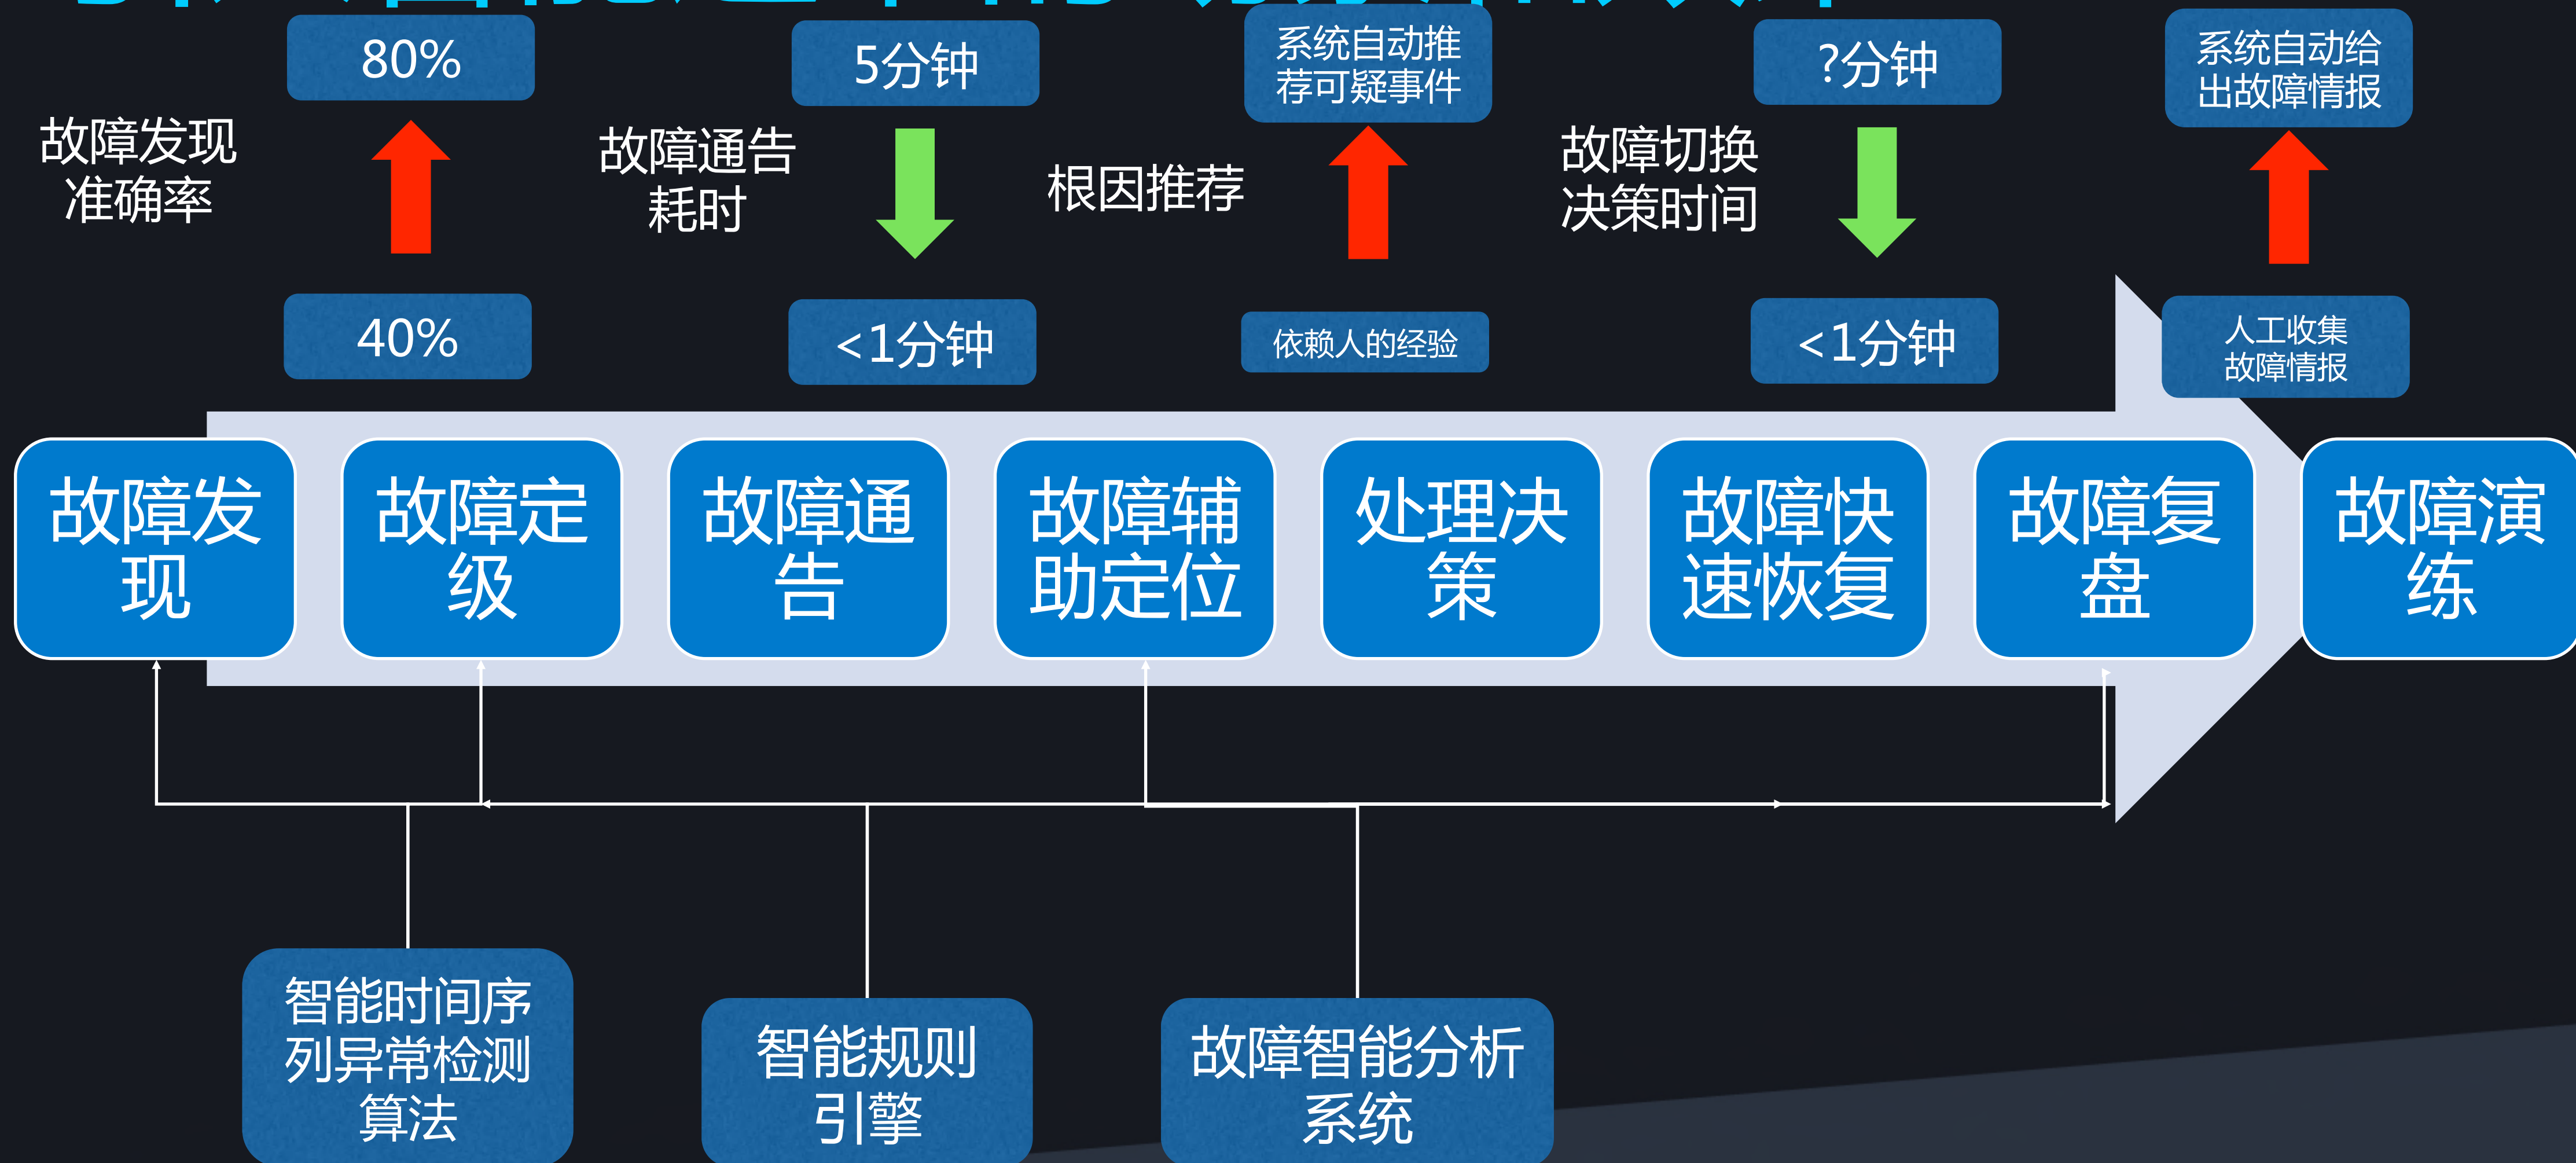 80%
5分钟
系统自动推
荐可疑事件
?分钟
系统自动给
出故障情报
故障发现
准确率
故障通告
耗时
根因推荐
故障切换
决策时间
40%
<1分钟
依赖人的经验
<1分钟
人工收集
故障情报
故障发
现
故障定
级
故障通
告
故障辅
助定位
处理决
策
故障快
速恢复
故障复
盘
故障演
练
智能时间序
列异常检测
算法
智能规则
引擎
故障智能分析
系统